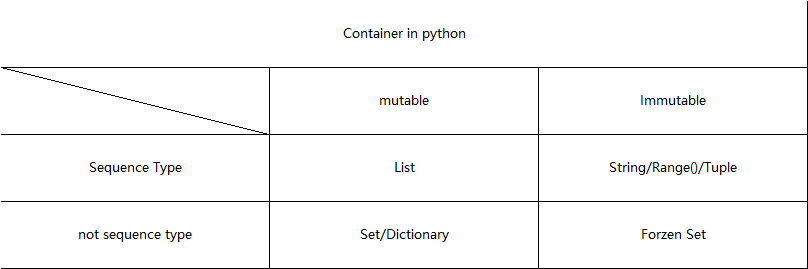 Container in python
mutable
Immutable
Sequence Type
List
String/Range()/Tuple
not sequence type
Set/Dictionary
Forzen Set